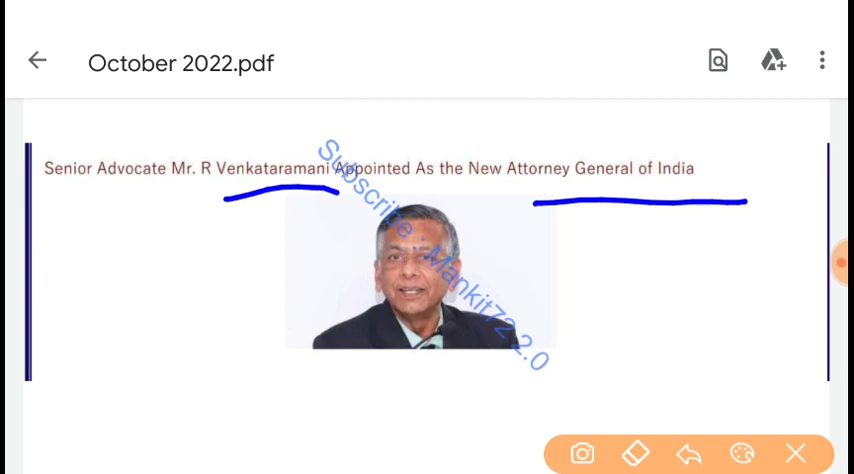 October 2022.pdf
Senior Advocate Mr. R Venkataramani Appointed As the New Attorney General of India
Subscribe : Mankit72 2.0